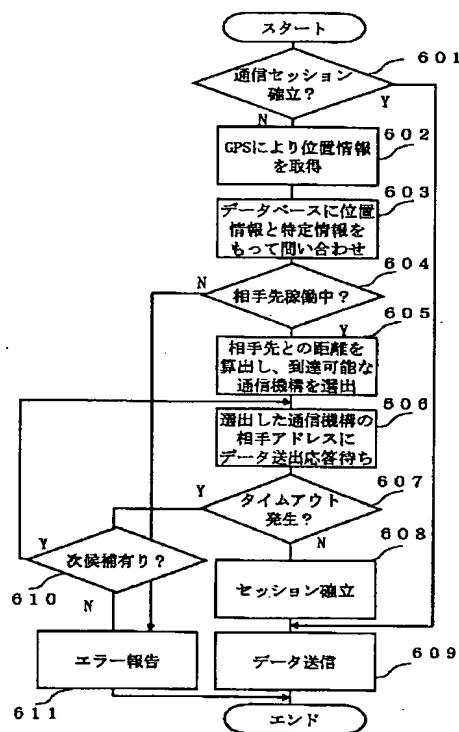 スタート
601
通信セッション
確立？
Y
N
602
GPSにより位置情報
を取得
603
データベースに位置
情報と特定情報を
もって問い合わせ
604
N
相手先稼働中？
Y
605
相手先との距離を
算出し、到達可能な
通信機構を選出
606
選出した通信機構の
相手アドレスに
データ送出応答待ち
607
Y
タイムアウト
発生？
N
608
Y
次候補有り？
セッション確立
610
N
エラー報告
データ送信
609
611
エンド